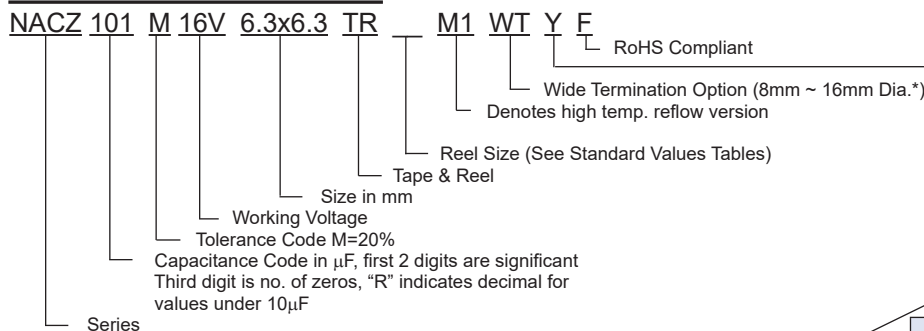 NACZ 101 M 16V 6.3x6.3 TR __ M1 WT Y F
RoHS Compliant
Wide Termination Option (8mm ~ 16mm Dia.*)
Denotes high temp. reflow version
Reel Size (See Standard Values Tables)
Tape & Reel
Size in mm
Working Voltage
Tolerance Code M=20%
Capacitance Code in μF, first 2 digits are significant
Third digit is no. of zeros, “R” indicates decimal for
values under 10μF
Series